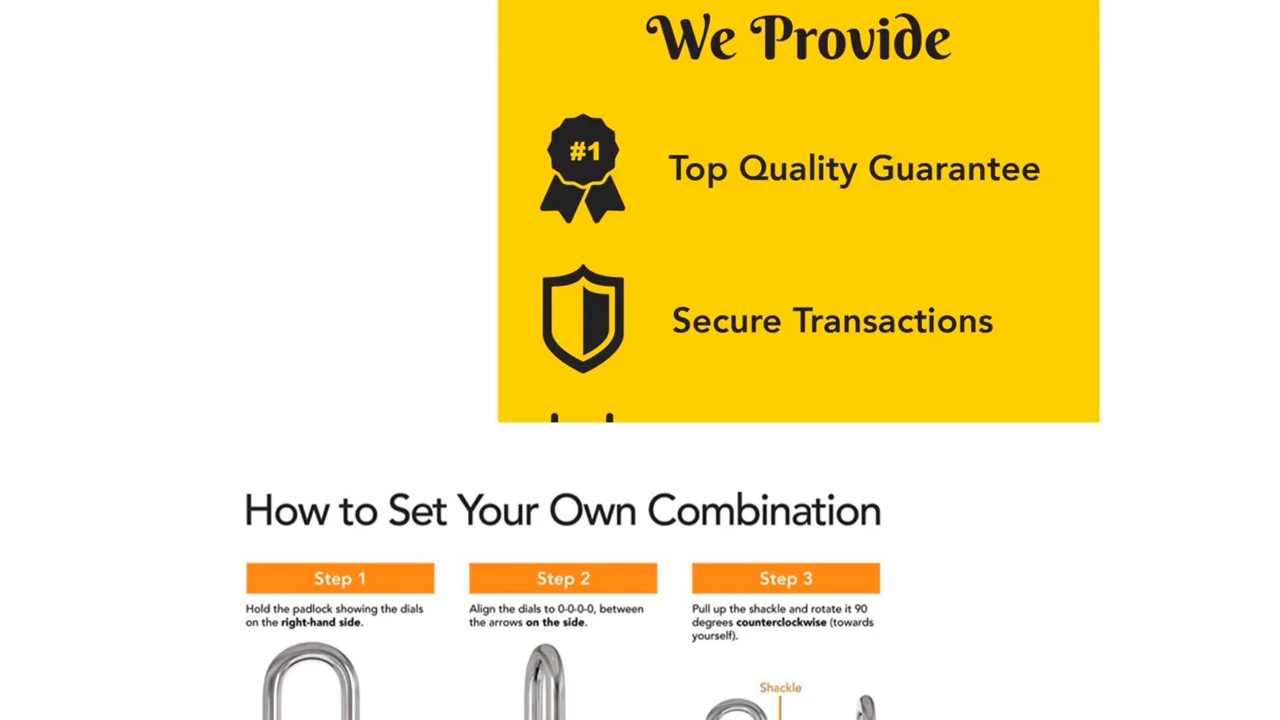 We Provide
#1
Top Quality Guarantee
Secure Transactions
How to Set Your Own Combination
Step 1
Hold the padlock showing the dials
on the right-hand side.
Step 2
Align the dials to 0-0-0-0, between
the arrows on the side.
Step 3
Pull up the shackle and rotate it 90
degrees counterclockwise (towards
yourself).
Shackle